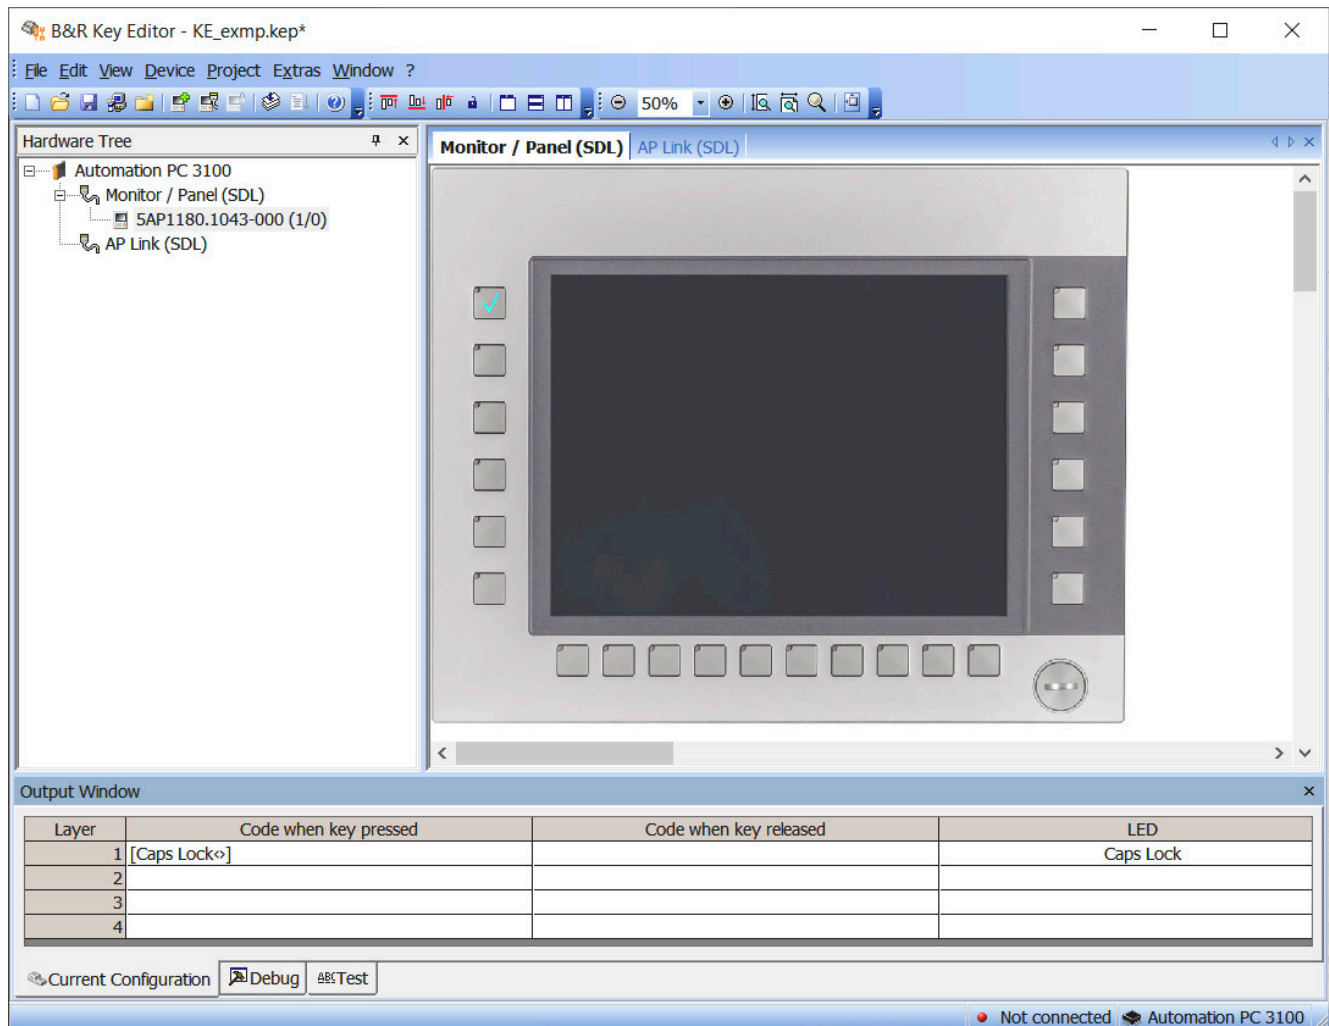 B&R Key Editor - KE_exmp.kep*
File Edit View Device Project Extras Window ?
50%
Hardware Tree
Automation PC 3100
Monitor / Panel (SDL)
5AP1180.1043-000 (1/0)
AP Link (SDL)
Monitor / Panel (SDL) AP Link (SDL)
Output Window
Layer Code when key pressed Code when key released LED
1 [Caps Lock<>] Caps Lock
2
3
4
Current Configuration Debug ABC Test
Not connected Automation PC 3100